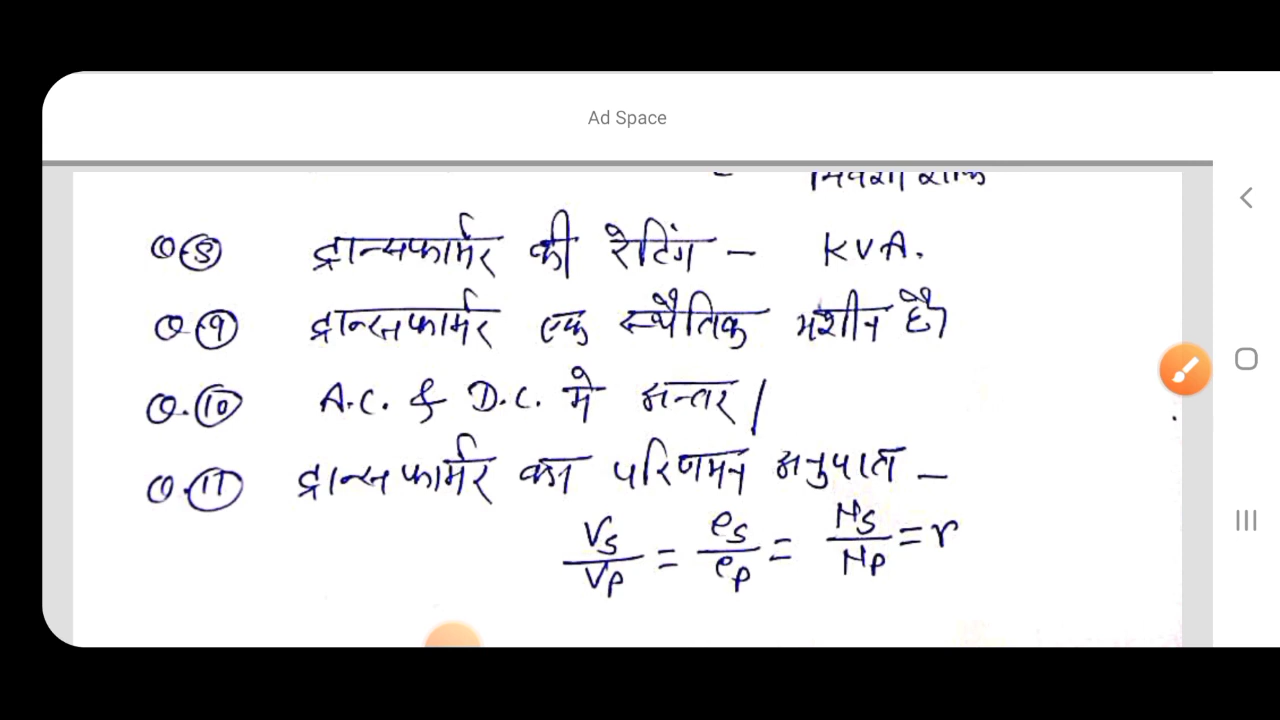 Ad Space
Q.⑧ ट्रान्सफार्मर की रेटिंग - KVA.
Q.⑨ ट्रान्सफार्मर एक स्थैतिक मशीन है।
Q.⑩ A.C. & D.C. मे अन्तर।
Q.⑪ ट्रान्सफार्मर का परिणमन अनुपात -
Vs/Vp = es/ep = Ns/Np = r